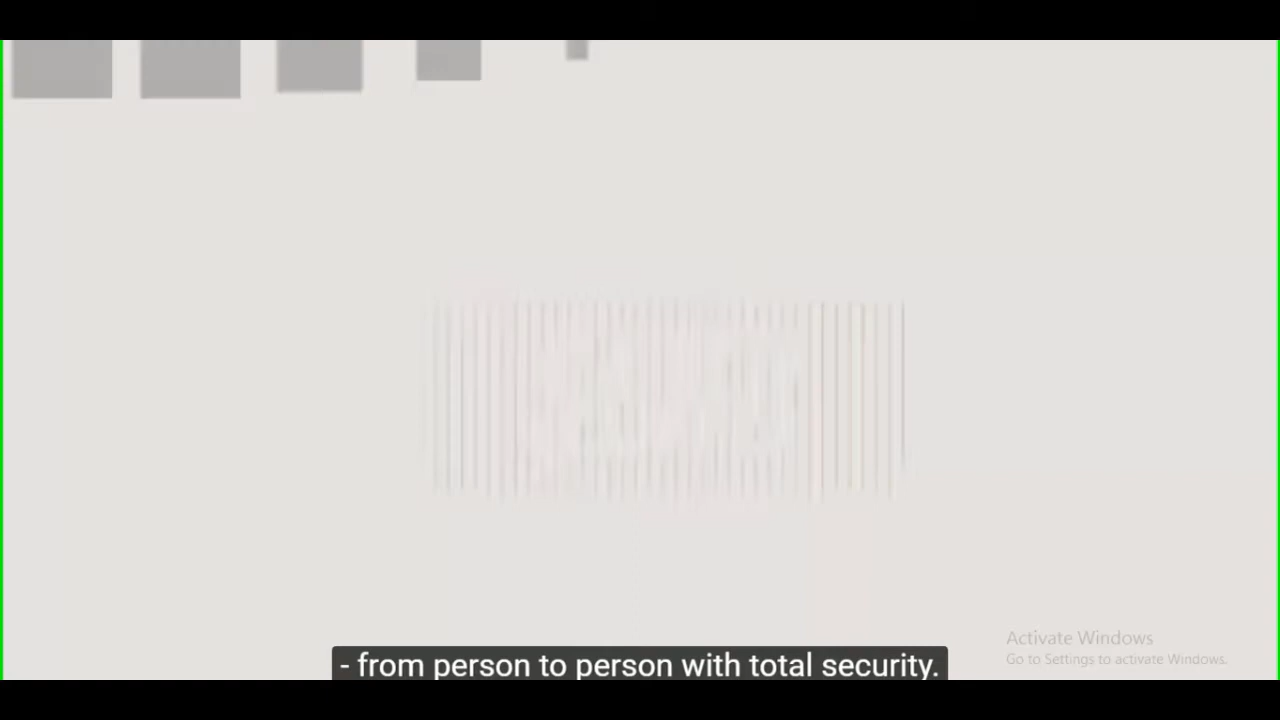 Activate Windows
Go to Settings to activate Windows.
- from person to person with total security.